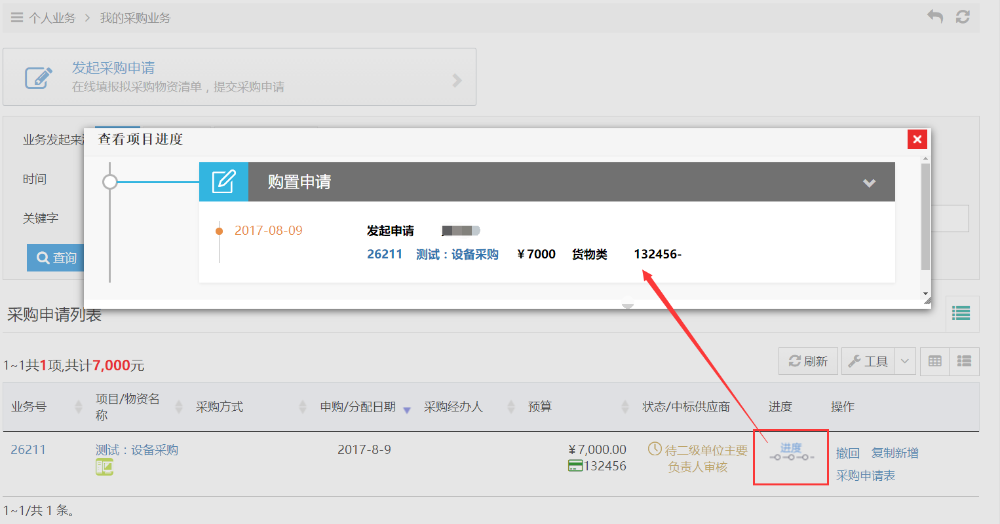 个人业务 > 我的采购业务
发起采购申请
在线填报拟采购物资清单，提交采购申请
业务发起来
查看项目进度
时间
购置申请
关键字
2017-08-09 发起申请
26211 测试：设备采购 ￥7000 货物类 132456-
查询
采购申请列表
1~1共1项,共计7,000元
刷新 工具
业务号 项目/物资名称 采购方式 申购/分配日期 采购经办人 预算 状态/中标供应商 进度 操作
26211 测试：设备采购 2017-8-9 ￥7,000.00 待二级单位主要 进度 撤回 复制新增
132456 负责人审核 采购申请表
1~1/共 1 条。